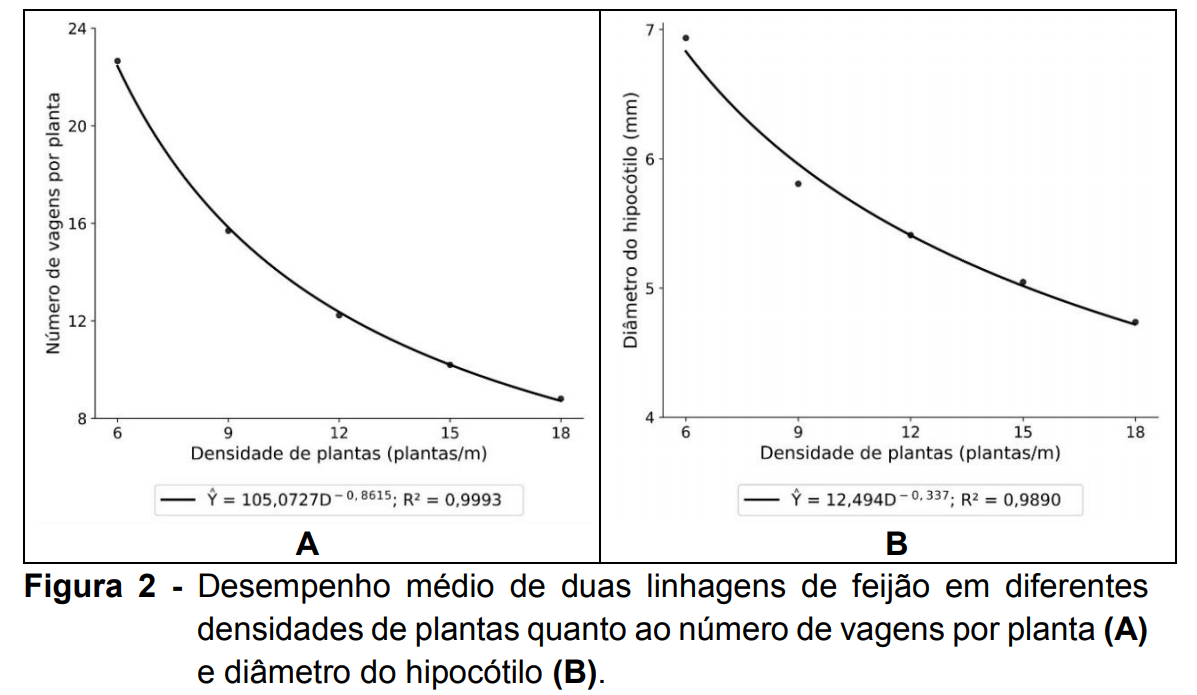 24
20
16
12
8
Número de vagens por planta
6 9 12 15 18
Densidade de plantas (plantas/m)
Ŷ = 105,0727D⁻⁰,⁸⁶¹⁵; R² = 0,9993
A
7
6
5
4
Diâmetro do hipocótilo (mm)
6 9 12 15 18
Densidade de plantas (plantas/m)
Ŷ = 12,494D⁻⁰,³³⁷; R² = 0,9890
B
Figura 2 - Desempenho médio de duas linhagens de feijão em diferentes
densidades de plantas quanto ao número de vagens por planta (A)
e diâmetro do hipocótilo (B).